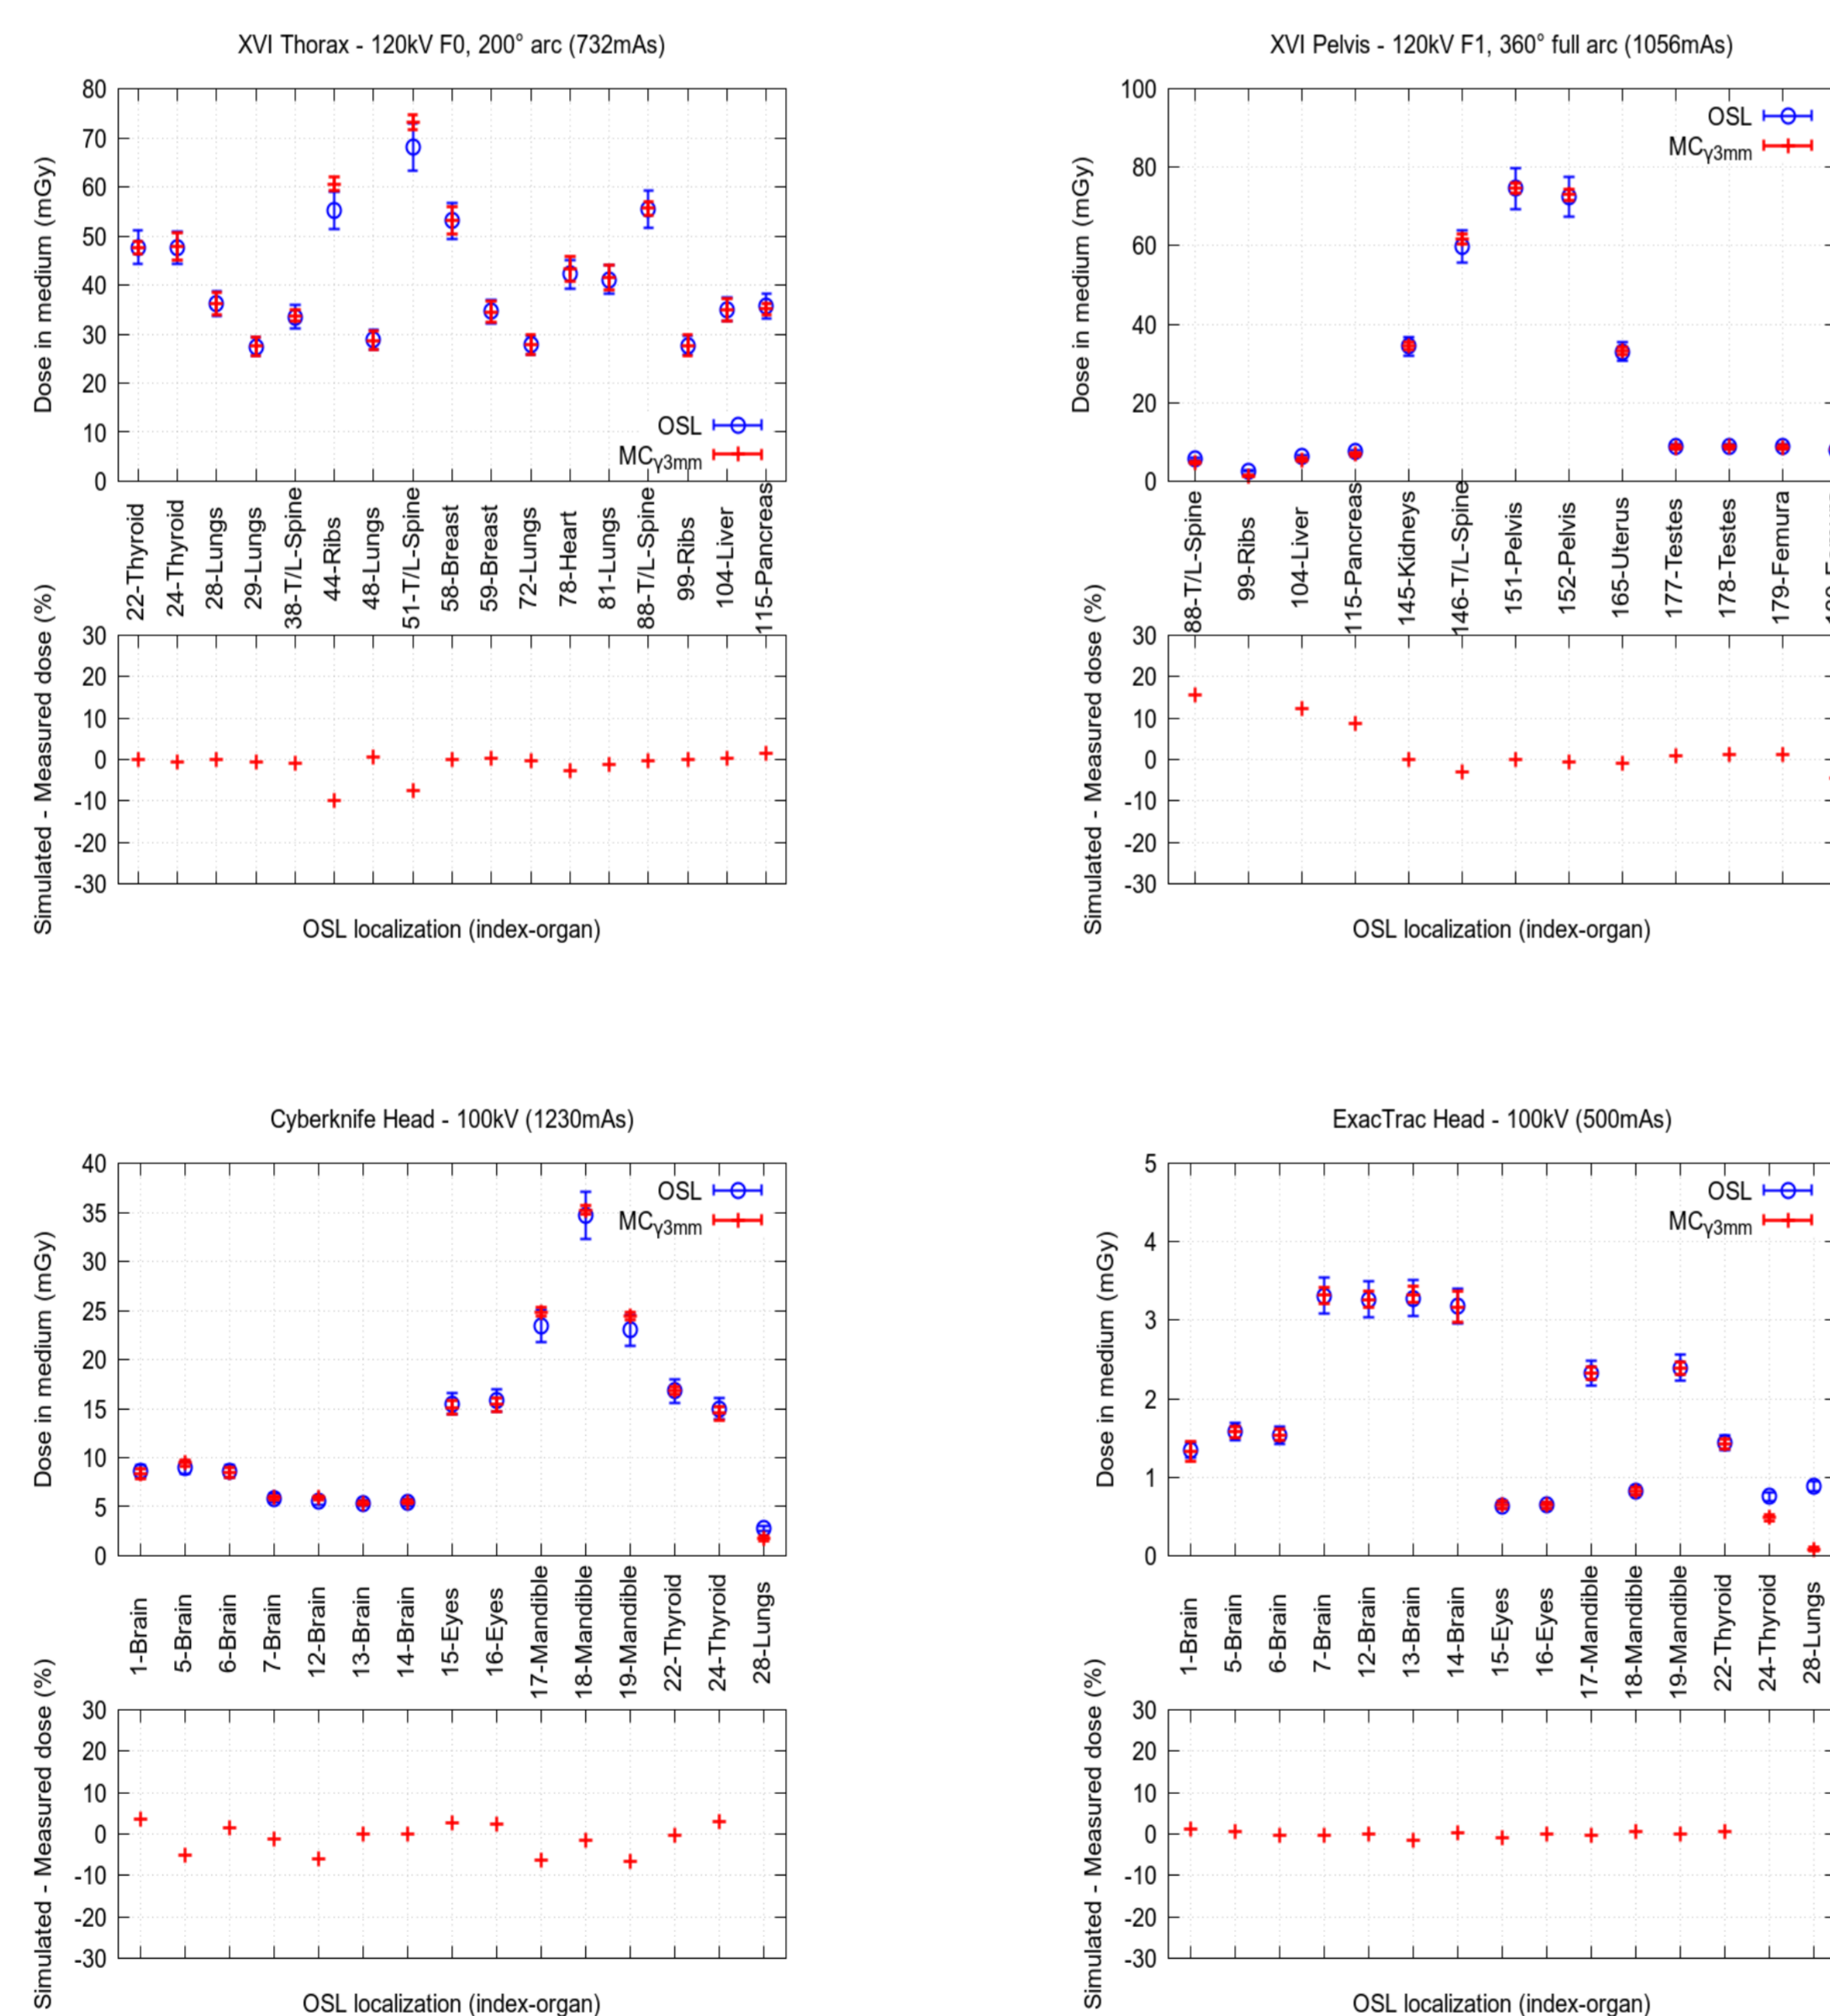 XVI Thorax - 120kV F0, 200° arc (732mAs)
Dose in medium (mGy)
80
70
60
50
40
30
20
10
0
OSL
MCγ3mm
22-Thyroid
24-Thyroid
28-Lungs
29-Lungs
38-T/L-Spine
44-Ribs
48-Lungs
51-T/L-Spine
58-Breast
59-Breast
72-Lungs
78-Heart
81-Lungs
88-T/L-Spine
99-Ribs
104-Liver
115-Pancreas
Simulated - Measured dose (%)
30
20
10
0
-10
-20
-30
OSL localization (index-organ)
XVI Pelvis - 120kV F1, 360° full arc (1056mAs)
Dose in medium (mGy)
100
80
60
40
20
0
OSL
MCγ3mm
88-T/L-Spine
99-Ribs
104-Liver
115-Pancreas
145-Kidneys
146-T/L-Spine
151-Pelvis
152-Pelvis
165-Uterus
177-Testes
178-Testes
179-Femura
Simulated - Measured dose (%)
30
20
10
0
-10
-20
-30
OSL localization (index-organ)
Cyberknife Head - 100kV (1230mAs)
Dose in medium (mGy)
40
35
30
25
20
15
10
5
0
OSL
MCγ3mm
1-Brain
5-Brain
6-Brain
7-Brain
12-Brain
13-Brain
14-Brain
15-Eyes
16-Eyes
17-Mandible
18-Mandible
19-Mandible
22-Thyroid
24-Thyroid
28-Lungs
Simulated - Measured dose (%)
30
20
10
0
-10
-20
-30
OSL localization (index-organ)
ExacTrac Head - 100kV (500mAs)
Dose in medium (mGy)
5
4
3
2
1
0
OSL
MCγ3mm
1-Brain
5-Brain
6-Brain
7-Brain
12-Brain
13-Brain
14-Brain
15-Eyes
16-Eyes
17-Mandible
18-Mandible
19-Mandible
22-Thyroid
24-Thyroid
28-Lungs
Simulated - Measured dose (%)
30
20
10
0
-10
-20
-30
OSL localization (index-organ)